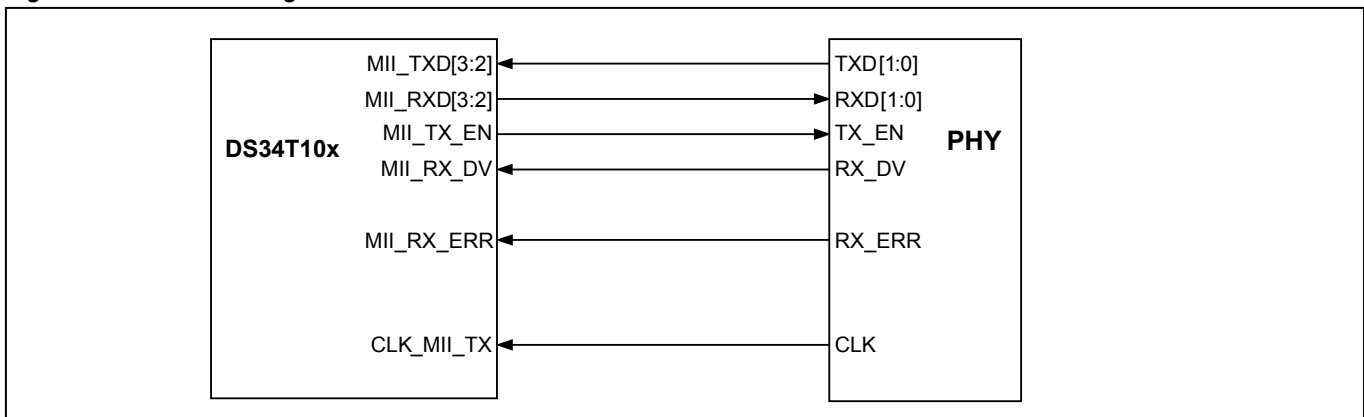 MII_TXD[3:2]
TXD[1:0]
MII_RXD[3:2]
RXD[1:0]
MII_TX_EN
TX_EN
DS34T10x
PHY
MII_RX_DV
RX_DV
MII_RX_ERR
RX_ERR
CLK_MII_TX
CLK